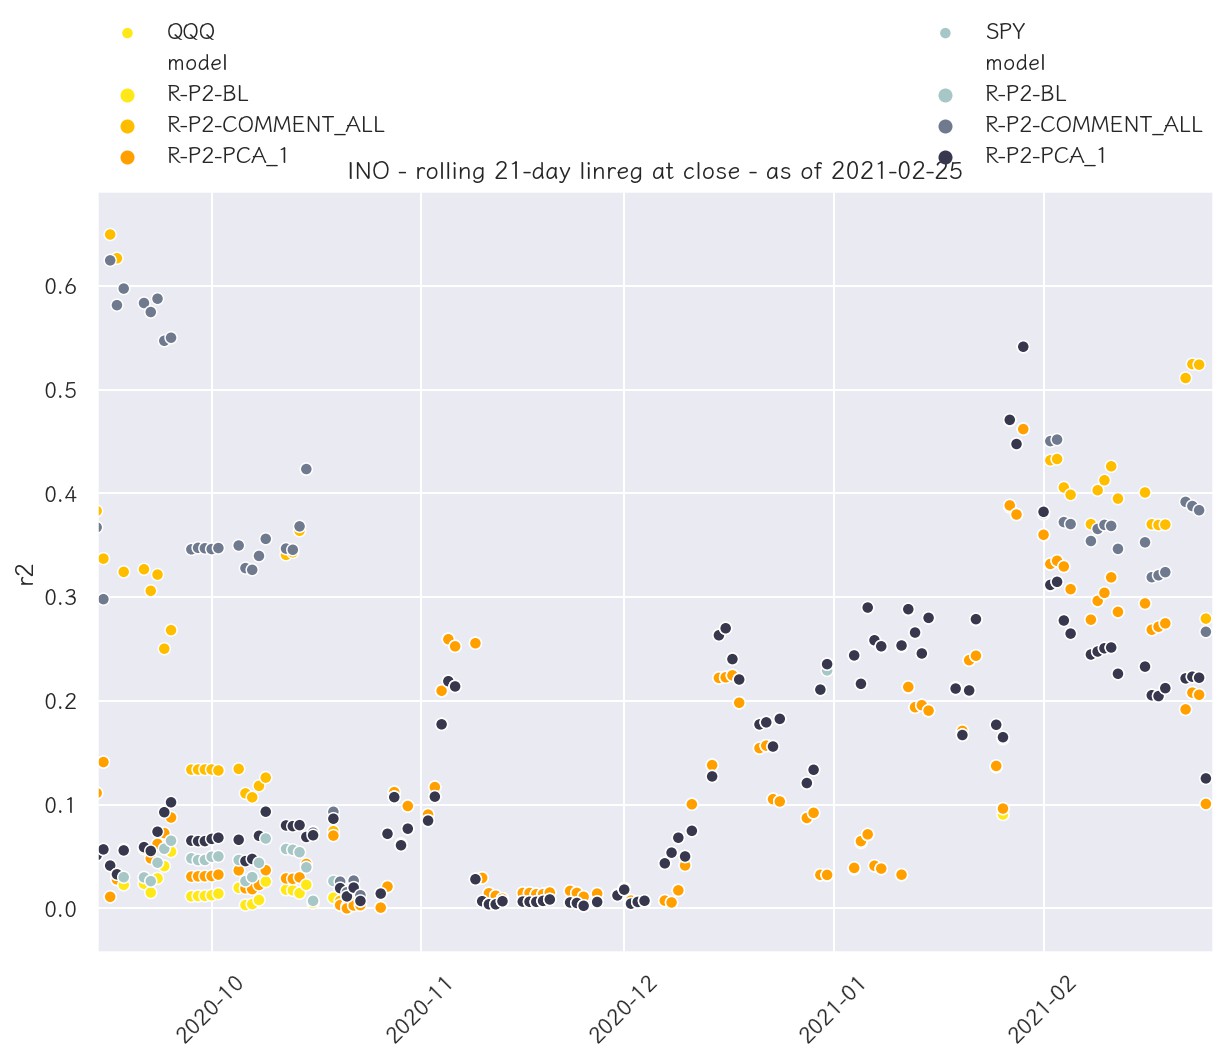 QQQ
model
R-P2-BL
R-P2-COMMENT_ALL
R-P2-PCA_1
SPY
model
R-P2-BL
R-P2-COMMENT_ALL
R-P2-PCA_1
INO - rolling 21-day linreg at close - as of 2021-02-25
r2
0.6
0.5
0.4
0.3
0.2
0.1
0.0
2020-10
2020-11
2020-12
2021-01
2021-02